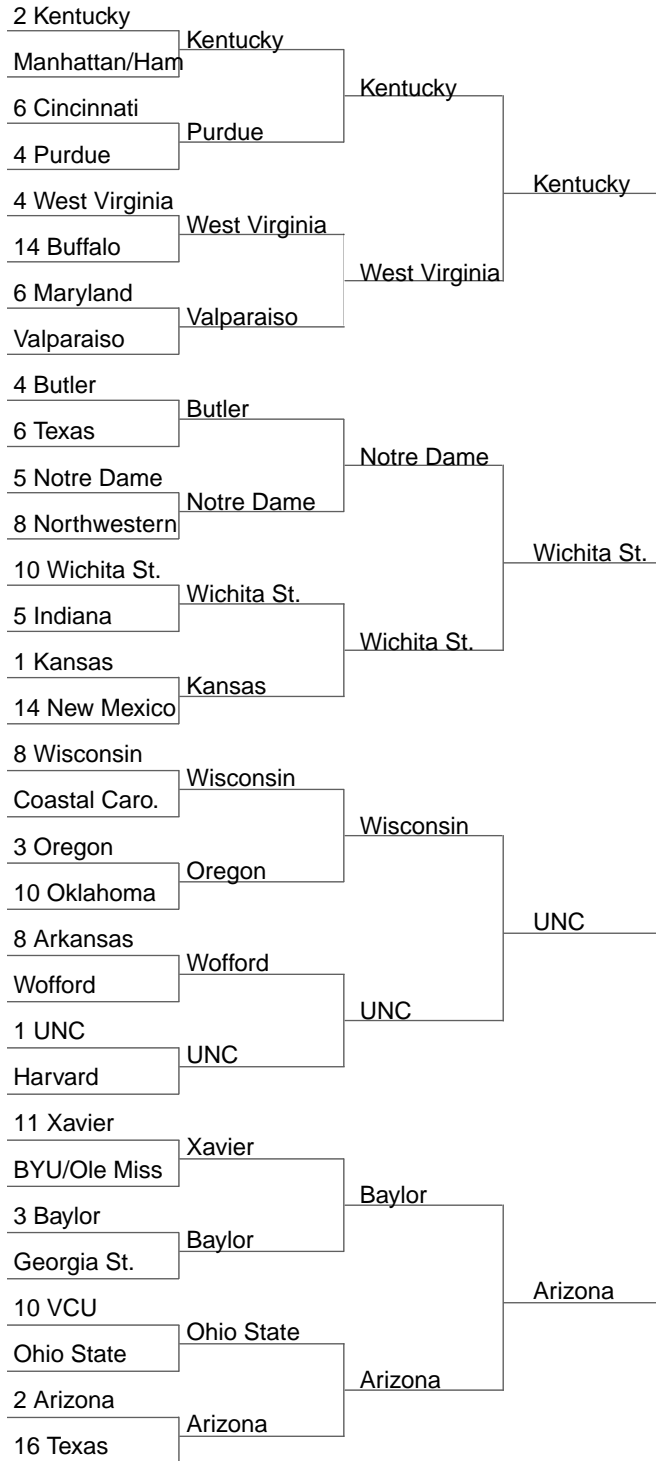 2 Kentucky
Manhattan/Ham
6 Cincinnati
4 Purdue
4 West Virginia
14 Buffalo
6 Maryland
Valparaiso
4 Butler
6 Texas
5 Notre Dame
8 Northwestern
10 Wichita St.
5 Indiana
1 Kansas
14 New Mexico
8 Wisconsin
Coastal Caro.
3 Oregon
10 Oklahoma
8 Arkansas
Wofford
1 UNC
Harvard
11 Xavier
BYU/Ole Miss
3 Baylor
Georgia St.
10 VCU
Ohio State
2 Arizona
16 Texas
Kentucky
Purdue
West Virginia
Valparaiso
Butler
Notre Dame
Wichita St.
Kansas
Wisconsin
Oregon
Wofford
UNC
Xavier
Baylor
Ohio State
Arizona
Kentucky
West Virginia
Notre Dame
Wichita St.
Wisconsin
UNC
Baylor
Arizona
Kentucky
Wichita St.
UNC
Arizona